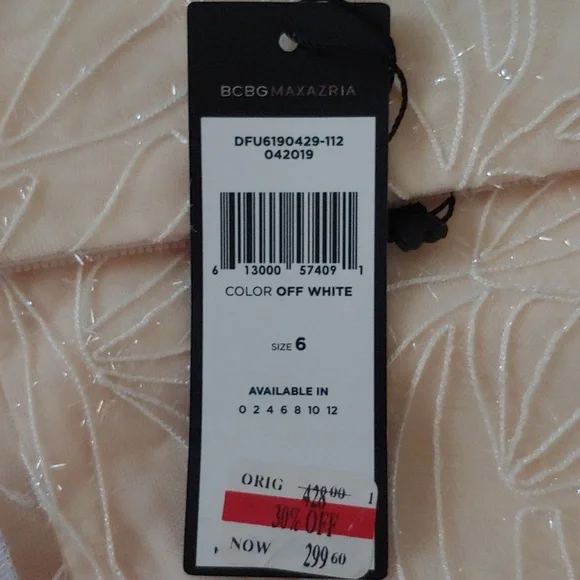 BCBGMAXAZRIA
DFU6190429-112
042019
6 13000 57409 1
COLOR OFF WHITE
SIZE 6
AVAILABLE IN
0 2 4 6 8 10 12
ORIG 428 00 1
30% OFF
NOW 299 60